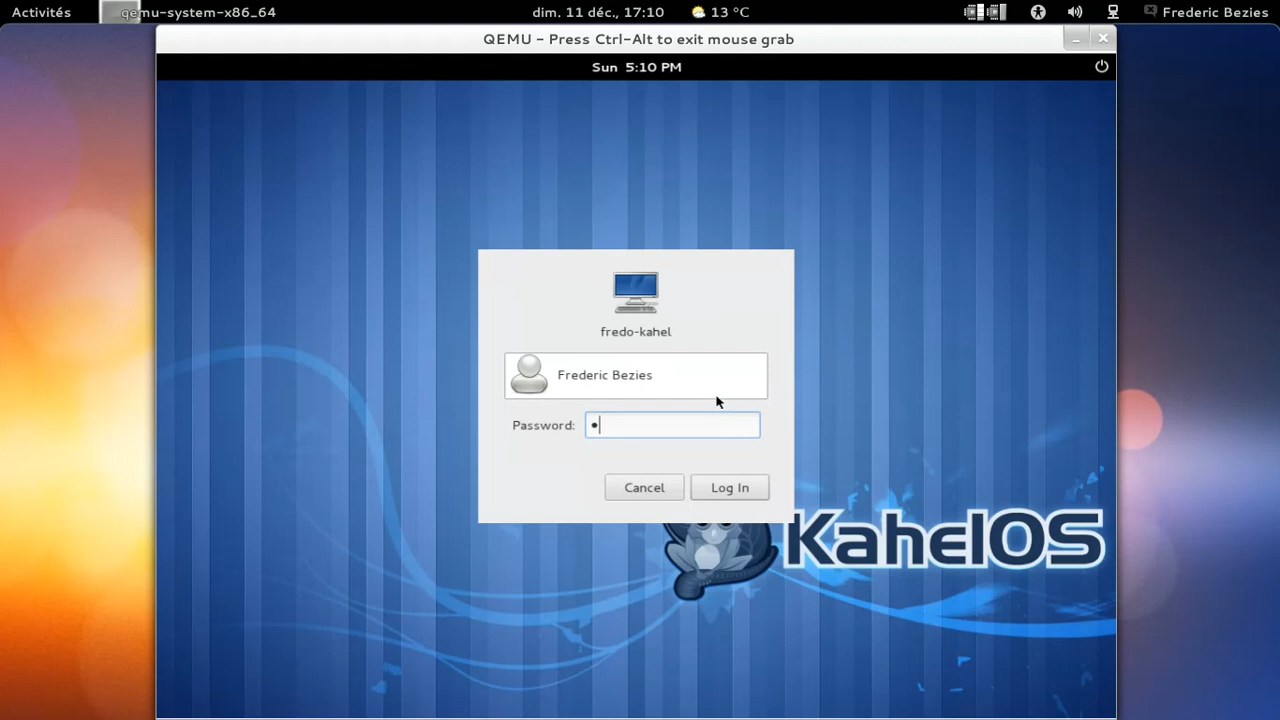 Activités qemu-system-x86_64 dim. 11 déc., 17:10 13 °C Frederic Bezies
QEMU - Press Ctrl-Alt to exit mouse grab
Sun 5:10 PM
fredo-kahel
Frederic Bezies
Password: •
Cancel Log In
KahelOS